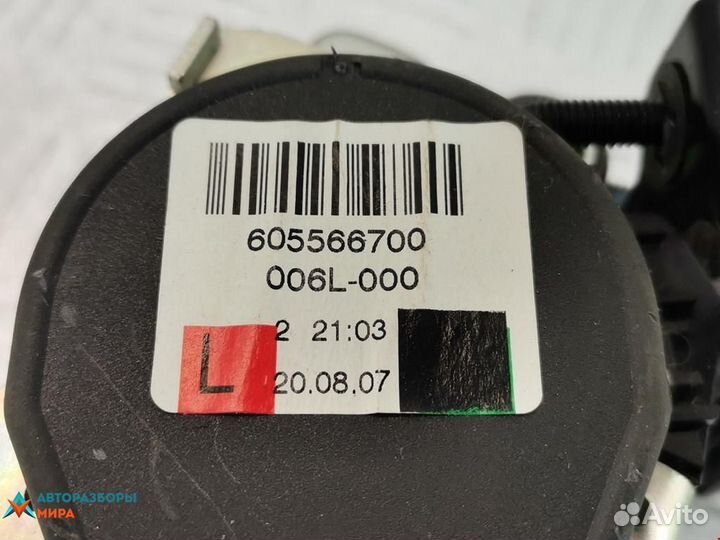 605566700
006L-000
2 21:03
L
20.08.07
АВТОРАЗБОРЫ
МИРА
Avito